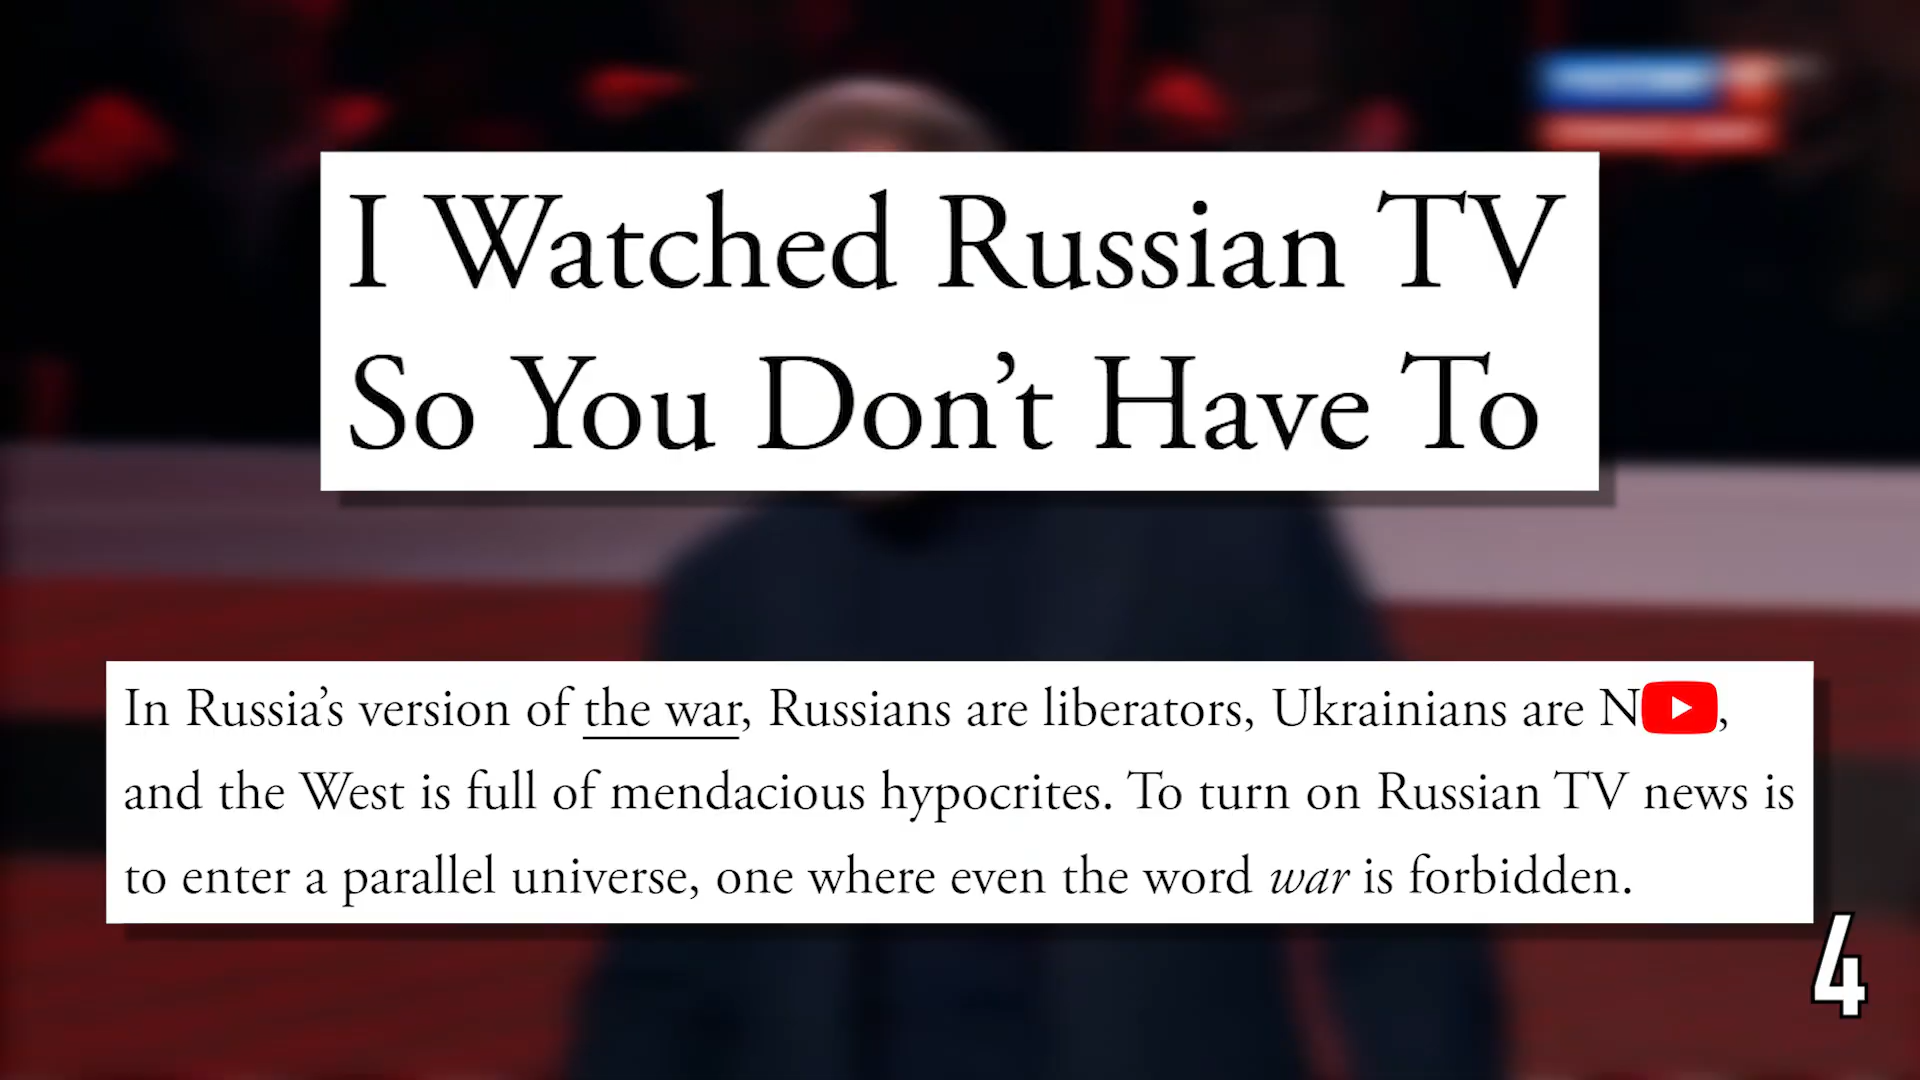 I Watched Russian TV
So You Don’t Have To
In Russia’s version of the war, Russians are liberators, Ukrainians are N,
and the West is full of mendacious hypocrites. To turn on Russian TV news is
to enter a parallel universe, one where even the word war is forbidden.
4